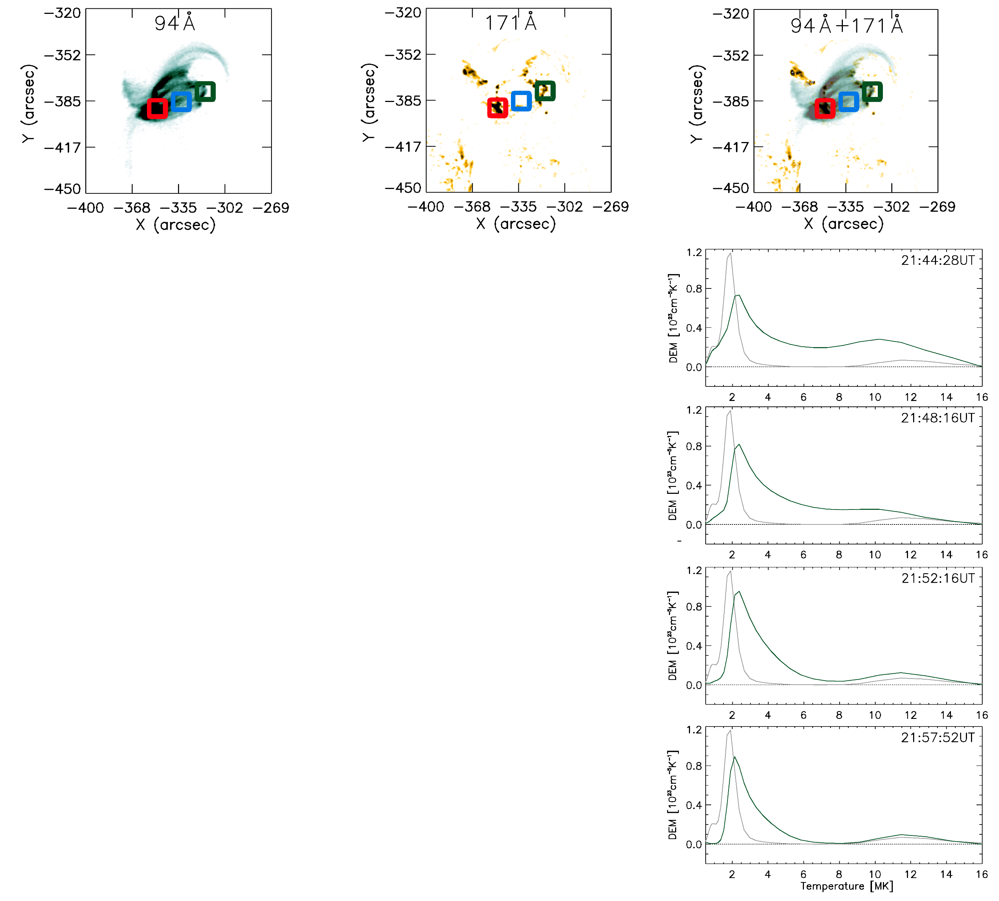 94 Å
−320
−352
−385
−417
−450
Y (arcsec)
−400 −368 −335 −302 −269
X (arcsec)
171 Å
−320
−352
−385
−417
−450
Y (arcsec)
−400 −368 −335 −302 −269
X (arcsec)
94 Å+171 Å
−320
−352
−385
−417
−450
Y (arcsec)
−400 −368 −335 −302 −269
X (arcsec)
21:44:28UT
1.2
0.8
0.4
0.0
DEM [10²³cm⁻⁵K⁻¹]
2 4 6 8 10 12 14 16
21:48:16UT
1.2
0.8
0.4
0.0
DEM [10²³cm⁻⁵K⁻¹]
2 4 6 8 10 12 14 16
21:52:16UT
1.2
0.8
0.4
0.0
DEM [10²³cm⁻⁵K⁻¹]
2 4 6 8 10 12 14 16
21:57:52UT
1.2
0.8
0.4
0.0
DEM [10²³cm⁻⁵K⁻¹]
2 4 6 8 10 12 14 16
Temperature [MK]